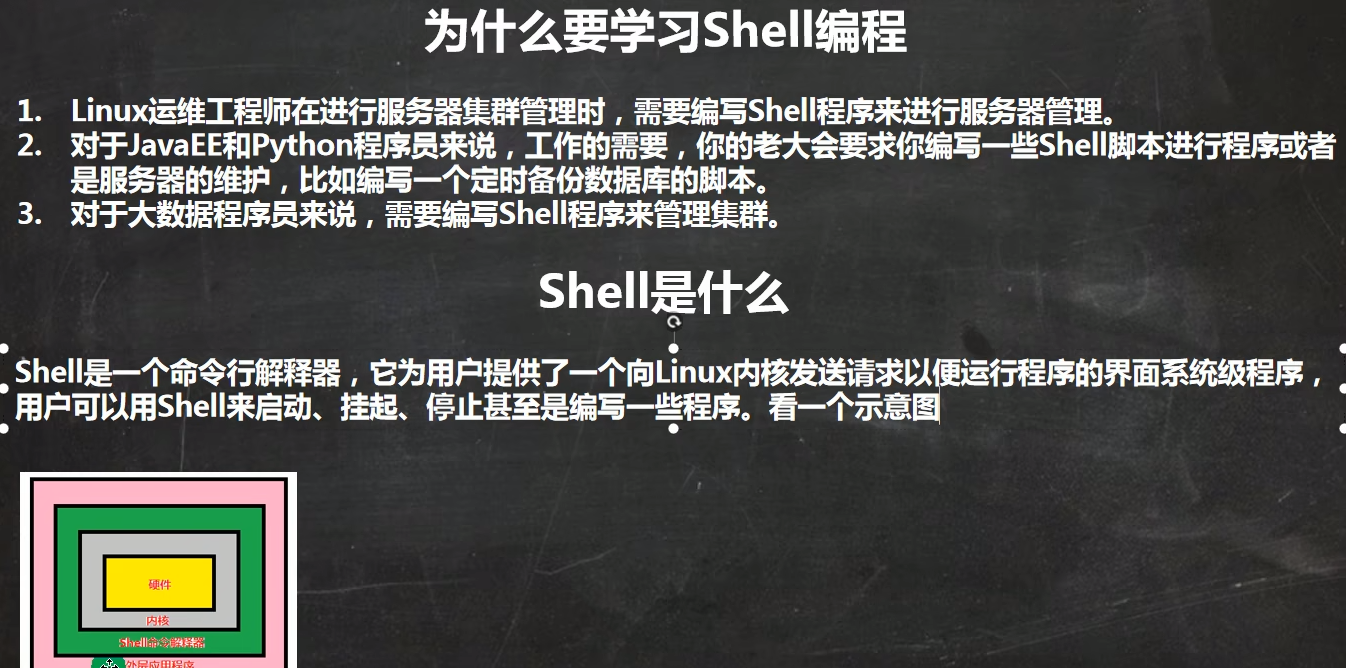 为什么要学习Shell编程
1. Linux运维工程师在进行服务器集群管理时，需要编写Shell程序来进行服务器管理。
2. 对于JavaEE和Python程序员来说，工作的需要，你的老大会要求你编写一些Shell脚本进行程序或者
是服务器的维护，比如编写一个定时备份数据库的脚本。
3. 对于大数据程序员来说，需要编写Shell程序来管理集群。
Shell是什么
Shell是一个命令行解释器，它为用户提供了一个向Linux内核发送请求以便运行程序的界面系统级程序，
用户可以用Shell来启动、挂起、停止甚至是编写一些程序。看一个示意图
硬件
内核
Shell命令解释器
外层应用程序